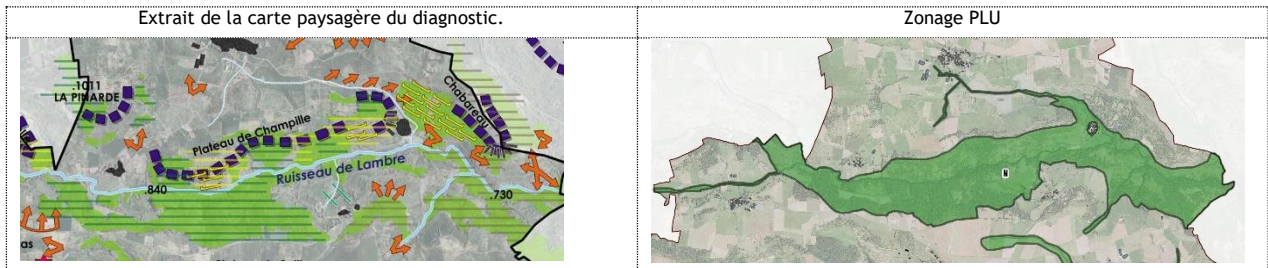 Extrait de la carte paysagère du diagnostic.
Zonage PLU
.1011
LA PINARDE
Chabareau
Plateau de Champille
Ruisseau de Lambre
.840
.730
as
N